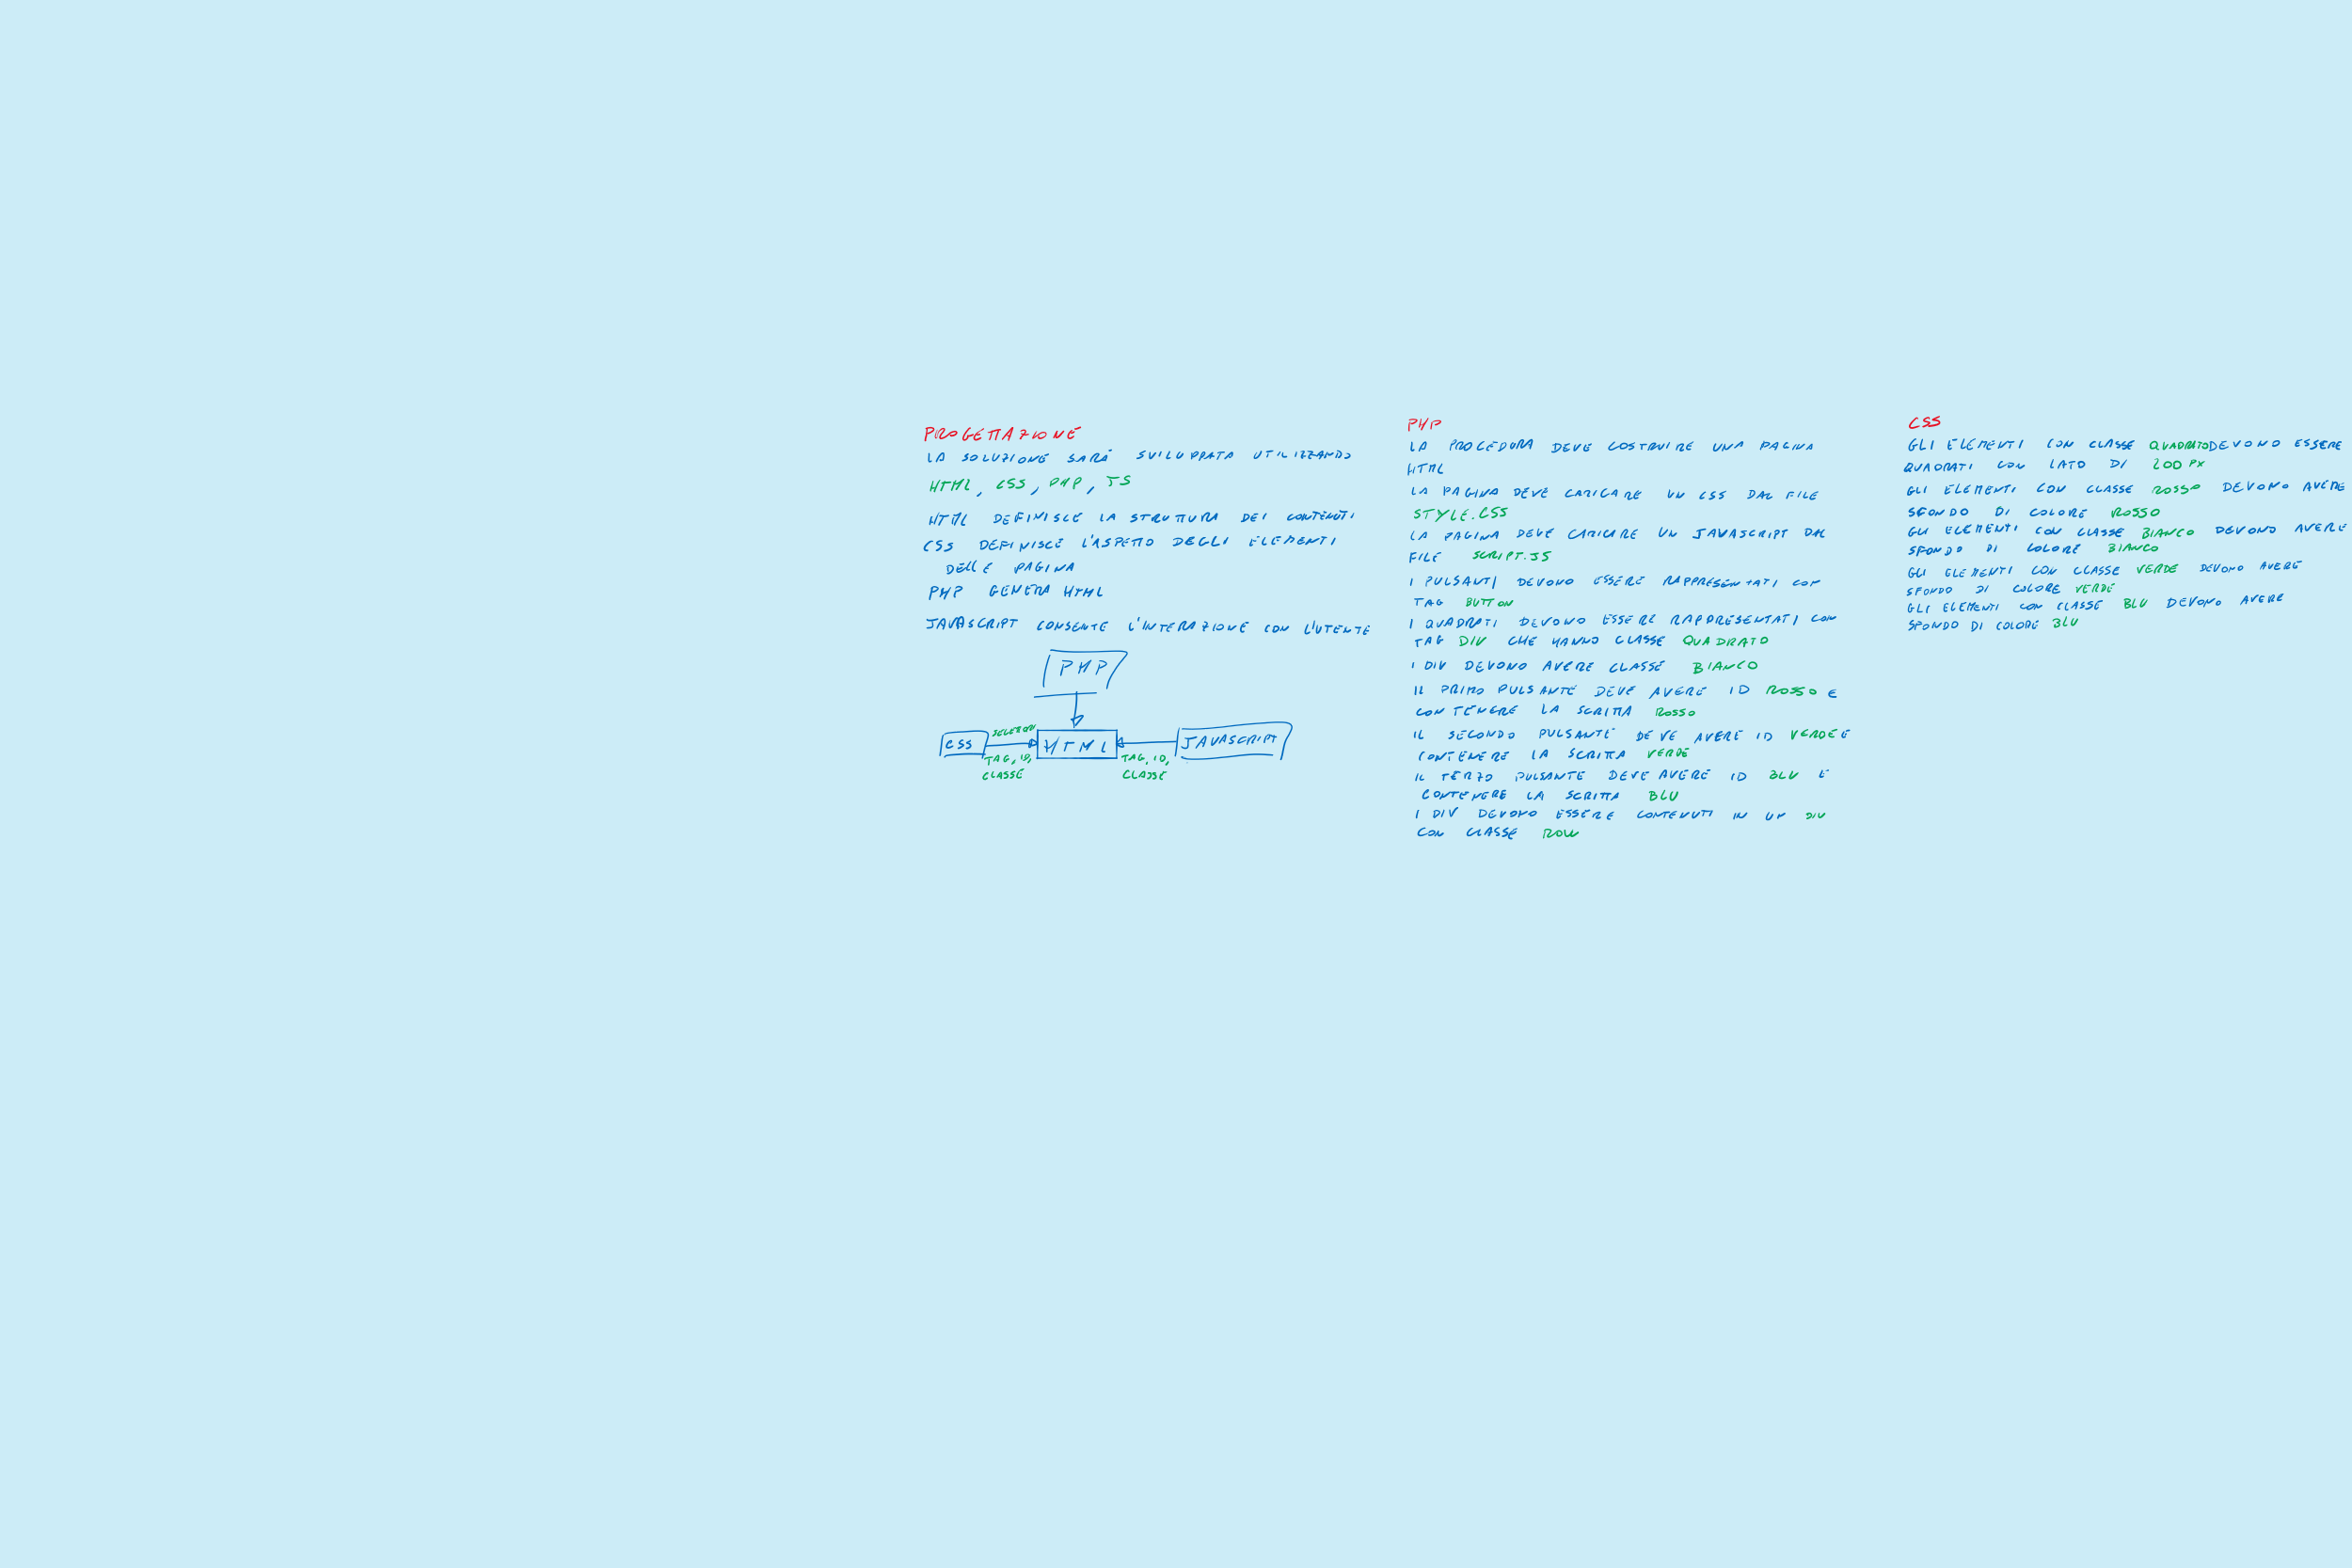 PROGETTAZIONE
LA SOLUZIONE SARÀ SVILUPPATA UTILIZZANDO
HTML, CSS, PHP, JS
HTML DEFINISCE LA STRUTTURA DEI CONTENUTI
CSS DEFINISCE L'ASPETTO DEGLI ELEMENTI
DELLE PAGINA
PHP GENERA HTML
JAVASCRIPT CONSENTE L'INTERAZIONE CON L'UTENTE
PHP
SELETTORI
CSS
HTML
JAVASCRIPT
TAG, ID,
CLASSE
TAG, ID,
CLASSE
PHP
LA PROCEDURA DEVE COSTRUIRE UNA PAGINA
HTML
LA PAGINA DEVE CARICARE UN CSS DAL FILE
STYLE.CSS
LA PAGINA DEVE CARICARE UN JAVASCRIPT DAL
FILE SCRIPT.JS
I PULSANTI DEVONO ESSERE RAPPRESENTATI CON
TAG BUTTON
I QUADRATI DEVONO ESSERE RAPPRESENTATI CON
TAG DIV CHE HANNO CLASSE QUADRATO
I DIV DEVONO AVERE CLASSE BIANCO
IL PRIMO PULSANTE DEVE AVERE ID ROSSO E
CONTENERE LA SCRITTA ROSSO
IL SECONDO PULSANTE DEVE AVERE ID VERDE E
CONTENERE LA SCRITTA VERDE
IL TERZO PULSANTE DEVE AVERE ID BLU E
CONTENERE LA SCRITTA BLU
I DIV DEVONO ESSERE CONTENUTI IN UN DIV
CON CLASSE ROW
CSS
GLI ELEMENTI CON CLASSE QUADRATO DEVONO ESSERE
QUADRATI CON LATO DI 200 PX
GLI ELEMENTI CON CLASSE ROSSO DEVONO AVERE
SFONDO DI COLORE ROSSO
GLI ELEMENTI CON CLASSE BIANCO DEVONO AVERE
SFONDO DI COLORE BIANCO
GLI ELEMENTI CON CLASSE VERDE DEVONO AVERE
SFONDO DI COLORE VERDE
GLI ELEMENTI CON CLASSE BLU DEVONO AVERE
SFONDO DI COLORE BLU